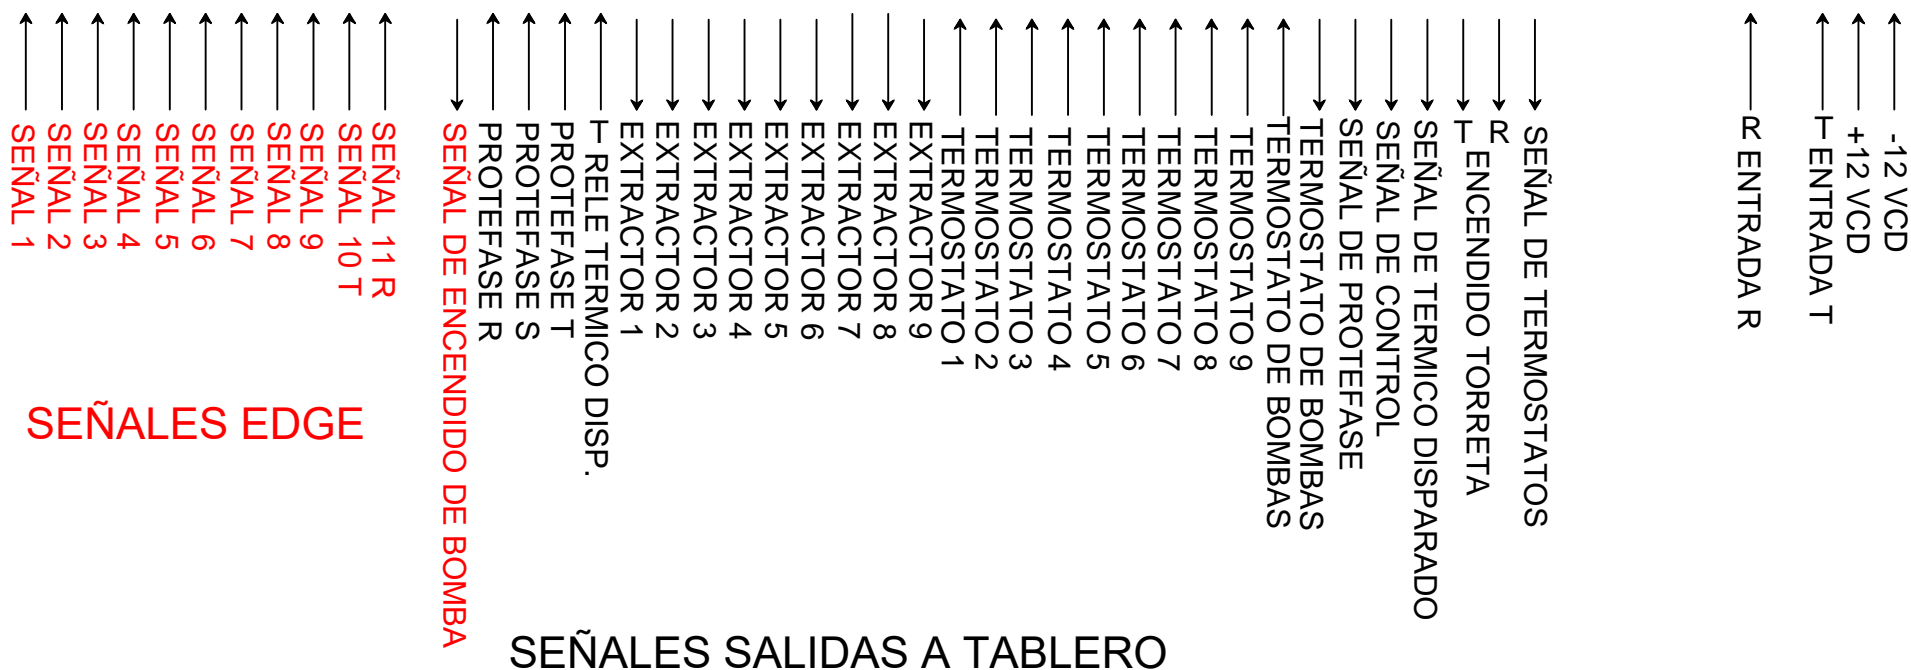 SEÑAL 1
SEÑAL 2
SEÑAL 3
SEÑAL 4
SEÑAL 5
SEÑAL 6
SEÑAL 7
SEÑAL 8
SEÑAL 9
SEÑAL 10 T
SEÑAL 11 R
SEÑALES EDGE
SEÑAL DE ENCENDIDO DE BOMBA
PROTEFASE R
PROTEFASE S
PROTEFASE T
T RELE TERMICO DISP.
EXTRACTOR 1
EXTRACTOR 2
EXTRACTOR 3
EXTRACTOR 4
EXTRACTOR 5
EXTRACTOR 6
EXTRACTOR 7
EXTRACTOR 8
EXTRACTOR 9
TERMOSTATO 1
TERMOSTATO 2
TERMOSTATO 3
TERMOSTATO 4
TERMOSTATO 5
TERMOSTATO 6
TERMOSTATO 7
TERMOSTATO 8
TERMOSTATO 9
TERMOSTATO DE BOMBAS
TERMOSTATO DE BOMBAS
SEÑAL DE PROTEFASE
SEÑAL DE CONTROL
SEÑAL DE TERMICO DISPARADO
T
ENCENDIDO TORRETA
R
SEÑAL DE TERMOSTATOS
R ENTRADA R
T ENTRADA T
+12 VCD
-12 VCD
SEÑALES SALIDAS A TABLERO